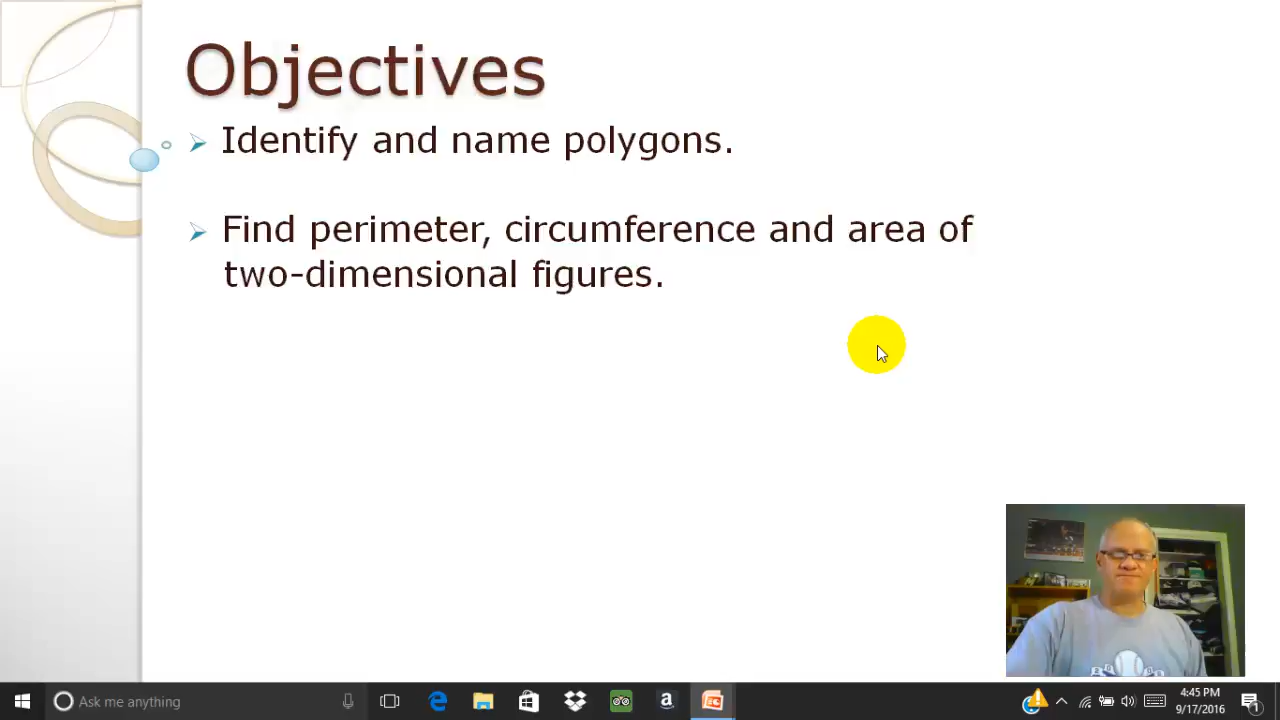 Objectives
Identify and name polygons.
Find perimeter, circumference and area of
two-dimensional figures.
Ask me anything
4:45 PM
9/17/2016
1